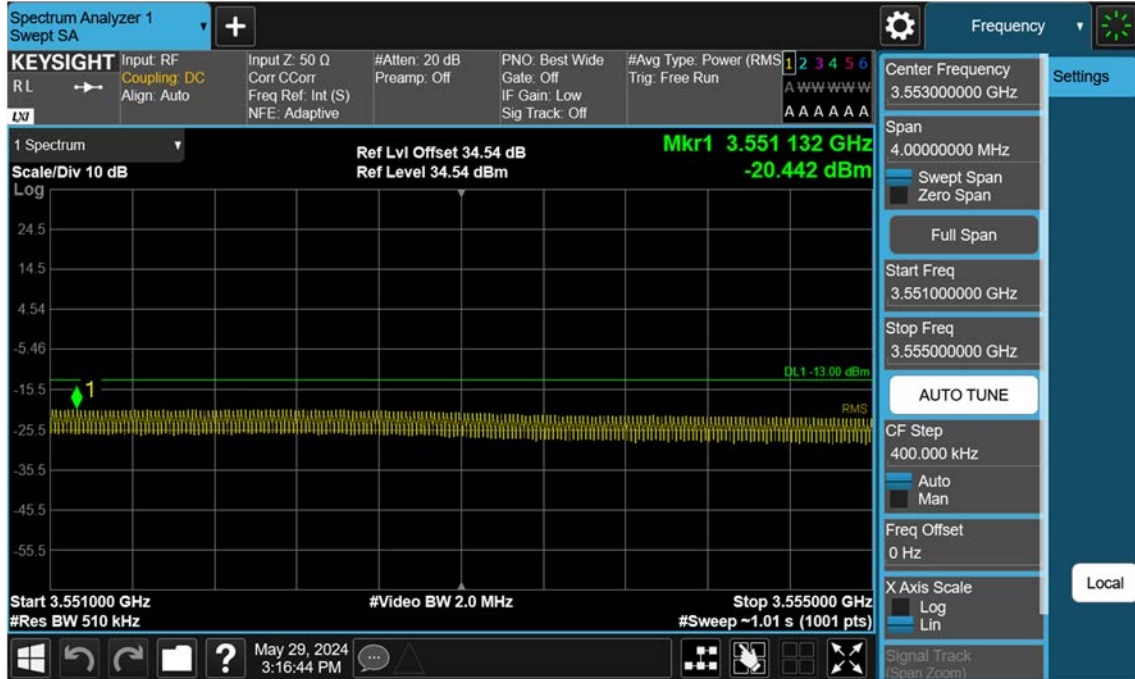 Spectrum Analyzer 1
Swept SA
Frequency
KEYSIGHT
R L
LXI
Input: RF
Coupling: DC
Align: Auto
Input Z: 50 Ω
Corr CCorr
Freq Ref: Int (S)
NFE: Adaptive
#Atten: 20 dB
Preamp: Off
PNO: Best Wide
Gate: Off
IF Gain: Low
Sig Track: Off
#Avg Type: Power (RMS
Trig: Free Run
1 2 3 4 5 6
A W W W W W
A A A A A A
1 Spectrum
Scale/Div 10 dB
Log
Ref Lvl Offset 34.54 dB
Ref Level 34.54 dBm
Mkr1 3.551 132 GHz
-20.442 dBm
24.5
14.5
4.54
-5.46
-15.5
-25.5
-35.5
-45.5
-55.5
1
DL1 -13.00 dBm
RMS
Start 3.551000 GHz
#Res BW 510 kHz
#Video BW 2.0 MHz
Stop 3.555000 GHz
#Sweep ~1.01 s (1001 pts)
?
May 29, 2024
3:16:44 PM
Center Frequency
3.553000000 GHz
Span
4.00000000 MHz
Swept Span
Zero Span
Full Span
Start Freq
3.551000000 GHz
Stop Freq
3.555000000 GHz
AUTO TUNE
CF Step
400.000 kHz
Auto
Man
Freq Offset
0 Hz
X Axis Scale
Log
Lin
Signal Track
(Span Zoom)
Settings
Local